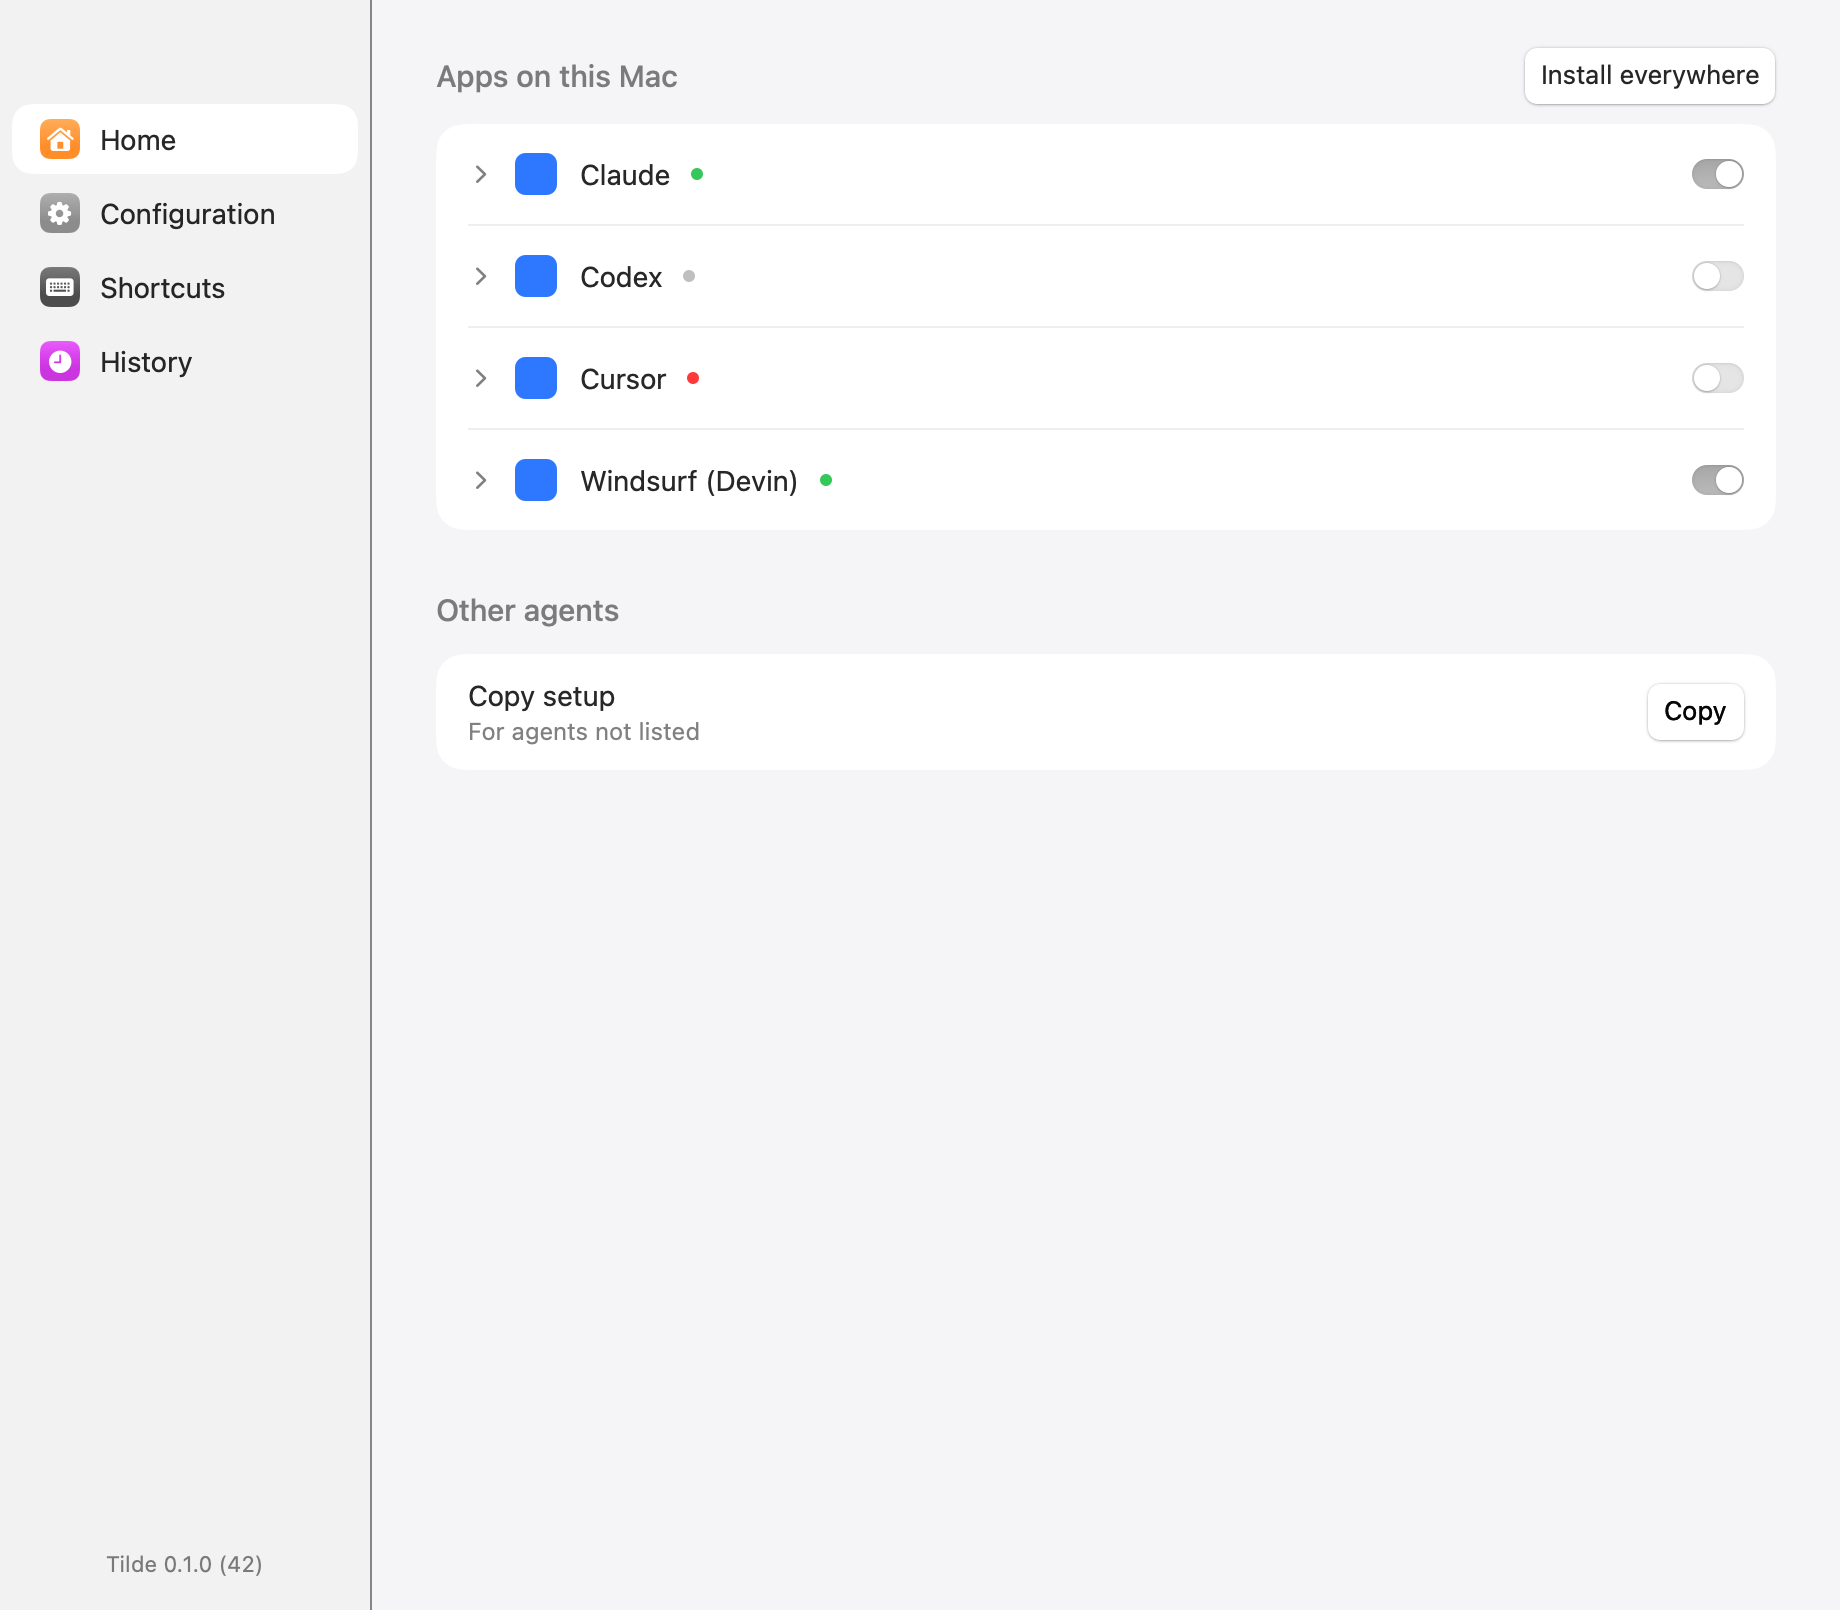 Apps on this Mac
Install everywhere
Home
Configuration
Shortcuts
History
Claude
Codex
Cursor
Windsurf (Devin)
Other agents
Copy setup
For agents not listed
Copy
Tilde 0.1.0 (42)